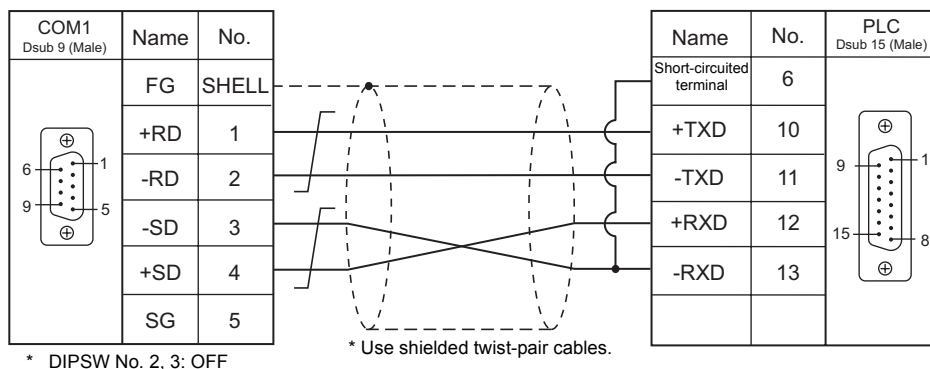 COM1
Dsub 9 (Male)
Name No.
FG SHELL
+RD 1
-RD 2
-SD 3
+SD 4
SG 5
6
9
1
5
* DIPSW No. 2, 3: OFF
* Use shielded twist-pair cables.
Name No.
PLC
Dsub 15 (Male)
Short-circuited
terminal
6
+TXD 10
-TXD 11
+RXD 12
-RXD 13
9
15
1
8